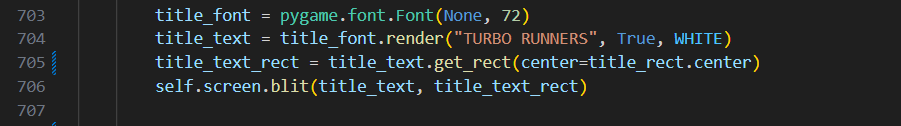 703 title_font = pygame.font.Font(None, 72)
704 title_text = title_font.render("TURBO RUNNERS", True, WHITE)
705 title_text_rect = title_text.get_rect(center=title_rect.center)
706 self.screen.blit(title_text, title_text_rect)
707